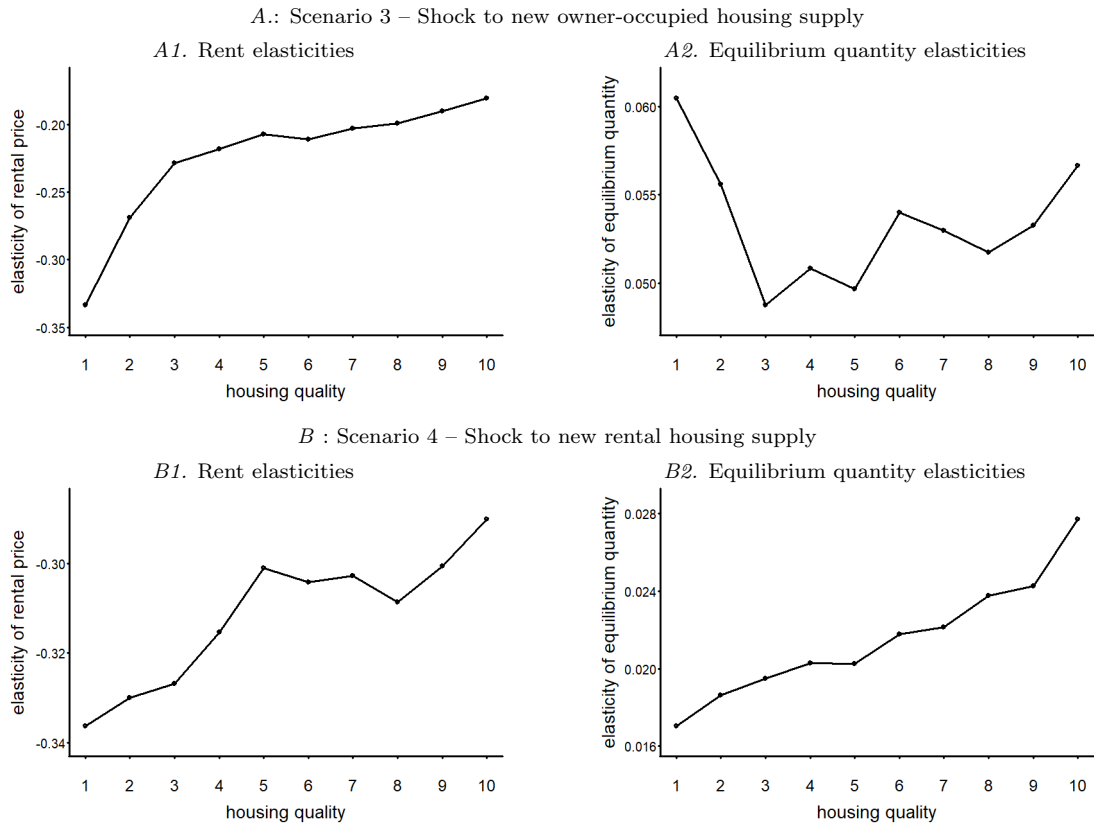 A.: Scenario 3 – Shock to new owner-occupied housing supply
A1. Rent elasticities
A2. Equilibrium quantity elasticities
elasticity of rental price
-0.20
-0.25
-0.30
-0.35
1 2 3 4 5 6 7 8 9 10
housing quality
elasticity of equilibrium quantity
0.060
0.055
0.050
1 2 3 4 5 6 7 8 9 10
housing quality
B : Scenario 4 – Shock to new rental housing supply
B1. Rent elasticities
B2. Equilibrium quantity elasticities
elasticity of rental price
-0.30
-0.32
-0.34
1 2 3 4 5 6 7 8 9 10
housing quality
elasticity of equilibrium quantity
0.028
0.024
0.020
0.016
1 2 3 4 5 6 7 8 9 10
housing quality